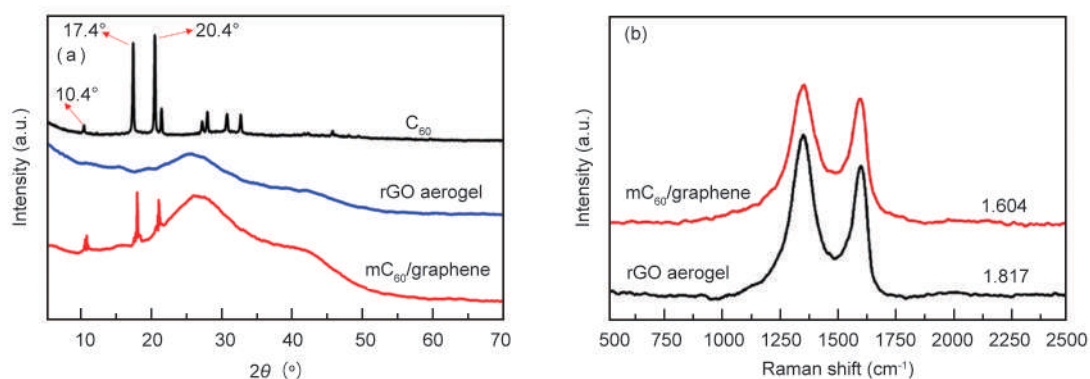 17.4°
20.4°
(a)
10.4°
C₆₀
rGO aerogel
mC₆₀/graphene
Intensity (a.u.)
10 20 30 40 50 60 70
2θ (°)
(b)
mC₆₀/graphene
1.604
rGO aerogel
1.817
Intensity (a.u.)
500 750 1000 1250 1500 1750 2000 2250 2500
Raman shift (cm⁻¹)